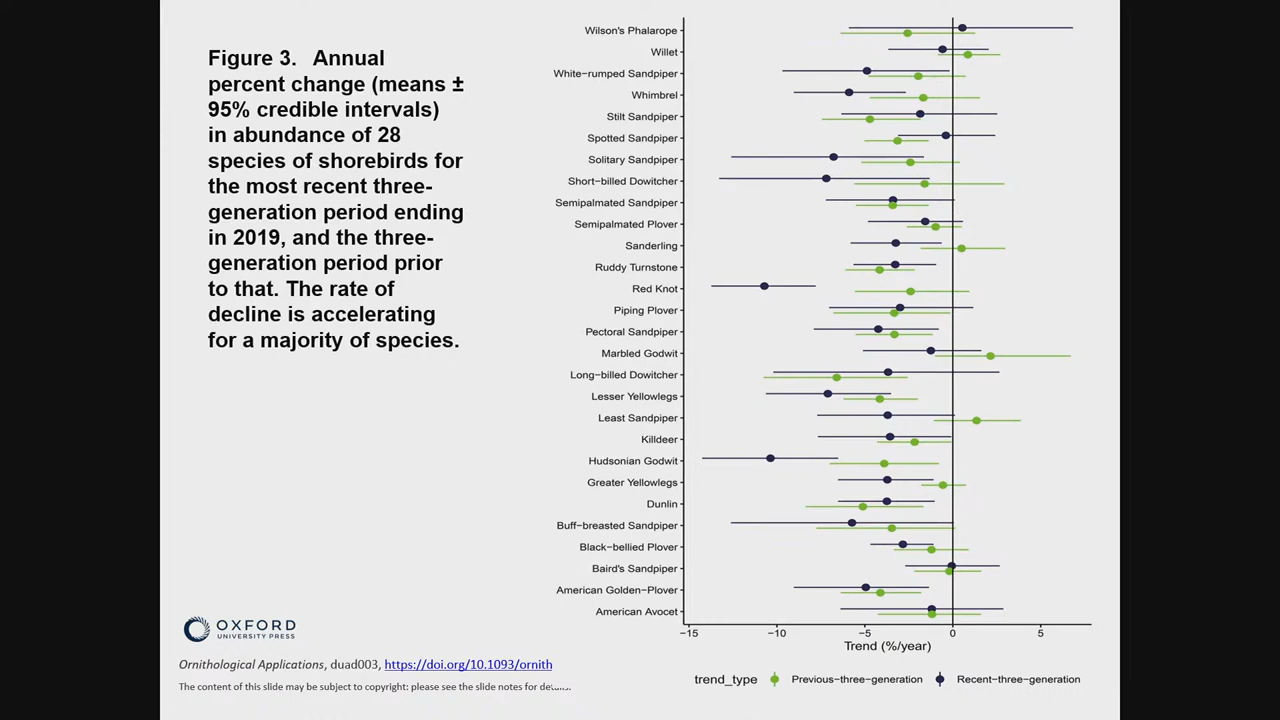 Figure 3. Annual
percent change (means ±
95% credible intervals)
in abundance of 28
species of shorebirds for
the most recent three-
generation period ending
in 2019, and the three-
generation period prior
to that. The rate of
decline is accelerating
for a majority of species.
OXFORD
UNIVERSITY PRESS
Ornithological Applications, duad003, https://doi.org/10.1093/ornith
The content of this slide may be subject to copyright: please see the slide notes for details.
Wilson's Phalarope
Willet
White−rumped Sandpiper
Whimbrel
Stilt Sandpiper
Spotted Sandpiper
Solitary Sandpiper
Short−billed Dowitcher
Semipalmated Sandpiper
Semipalmated Plover
Sanderling
Ruddy Turnstone
Red Knot
Piping Plover
Pectoral Sandpiper
Marbled Godwit
Long−billed Dowitcher
Lesser Yellowlegs
Least Sandpiper
Killdeer
Hudsonian Godwit
Greater Yellowlegs
Dunlin
Buff−breasted Sandpiper
Black−bellied Plover
Baird's Sandpiper
American Golden−Plover
American Avocet
−15 −10 −5 0 5
Trend (%/year)
trend_type Previous−three−generation Recent−three−generation